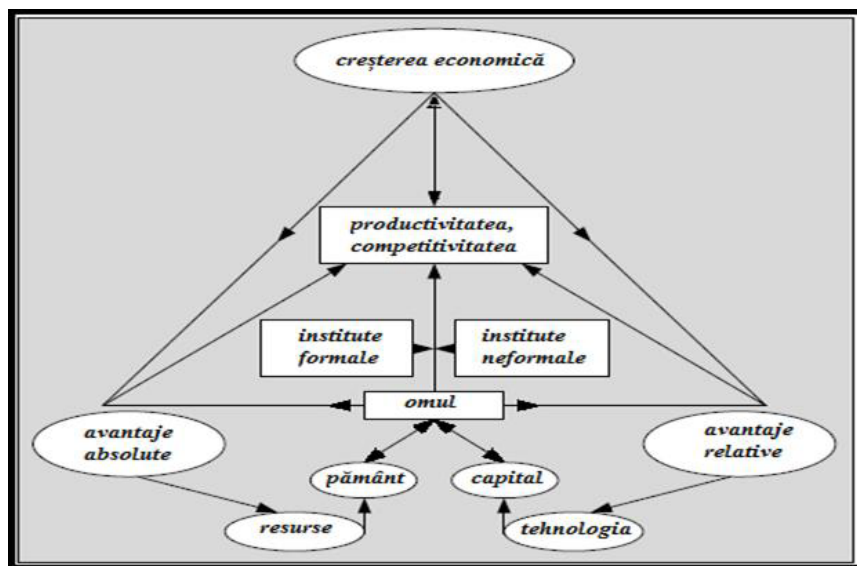 creșterea economică
productivitatea,
competitivitatea
institute
formale
institute
neformale
omul
avantaje
absolute
avantaje
relative
pământ
capital
resurse
tehnologia